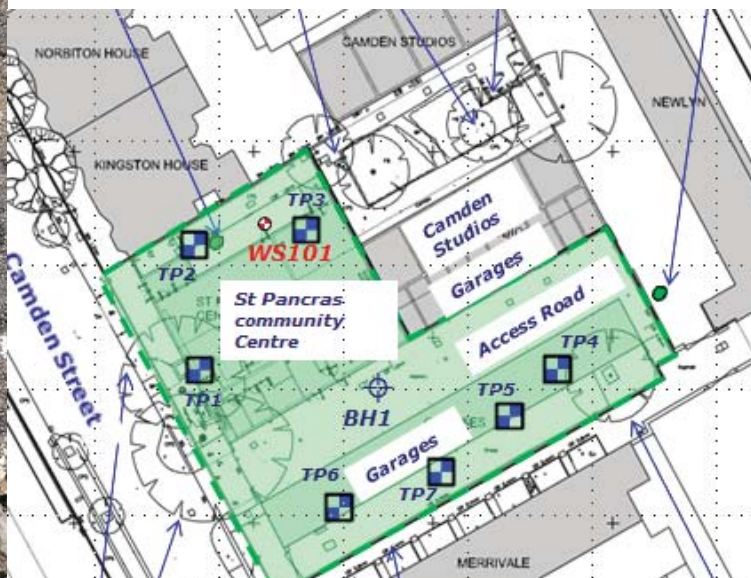 NORBITON HOUSE
CAMDEN STUDIOS
NEWLYN
KINGSTON HOUSE
TP3
WS101
TP2
Camden
Studios
Garages
St Pancras
community
Centre
Access Road
Camden Street
TP4
TP1
TP5
BH1
Garages
TP6
TP7
MERRIVALE